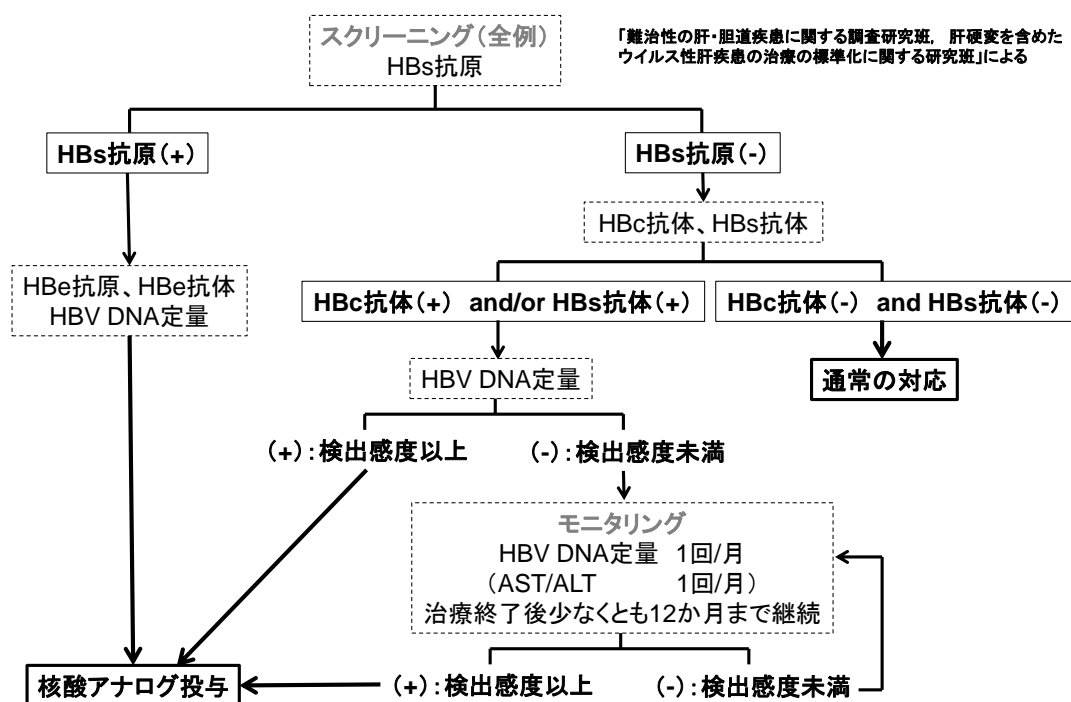 スクリーニング（全例）
HBs抗原
「難治性の肝・胆道疾患に関する調査研究班, 肝硬変を含めた
ウイルス性肝疾患の治療の標準化に関する研究班」による
HBs抗原（+）
HBs抗原（-）
HBc抗体、HBs抗体
HBe抗原、HBe抗体
HBV DNA定量
HBc抗体（+） and/or HBs抗体（+）
HBc抗体（-） and HBs抗体（-）
HBV DNA定量
通常の対応
（+）：検出感度以上
（-）：検出感度未満
モニタリング
HBV DNA定量 1回/月
（AST/ALT 1回/月）
治療終了後少なくとも12か月まで継続
核酸アナログ投与
（+）：検出感度以上
（-）：検出感度未満